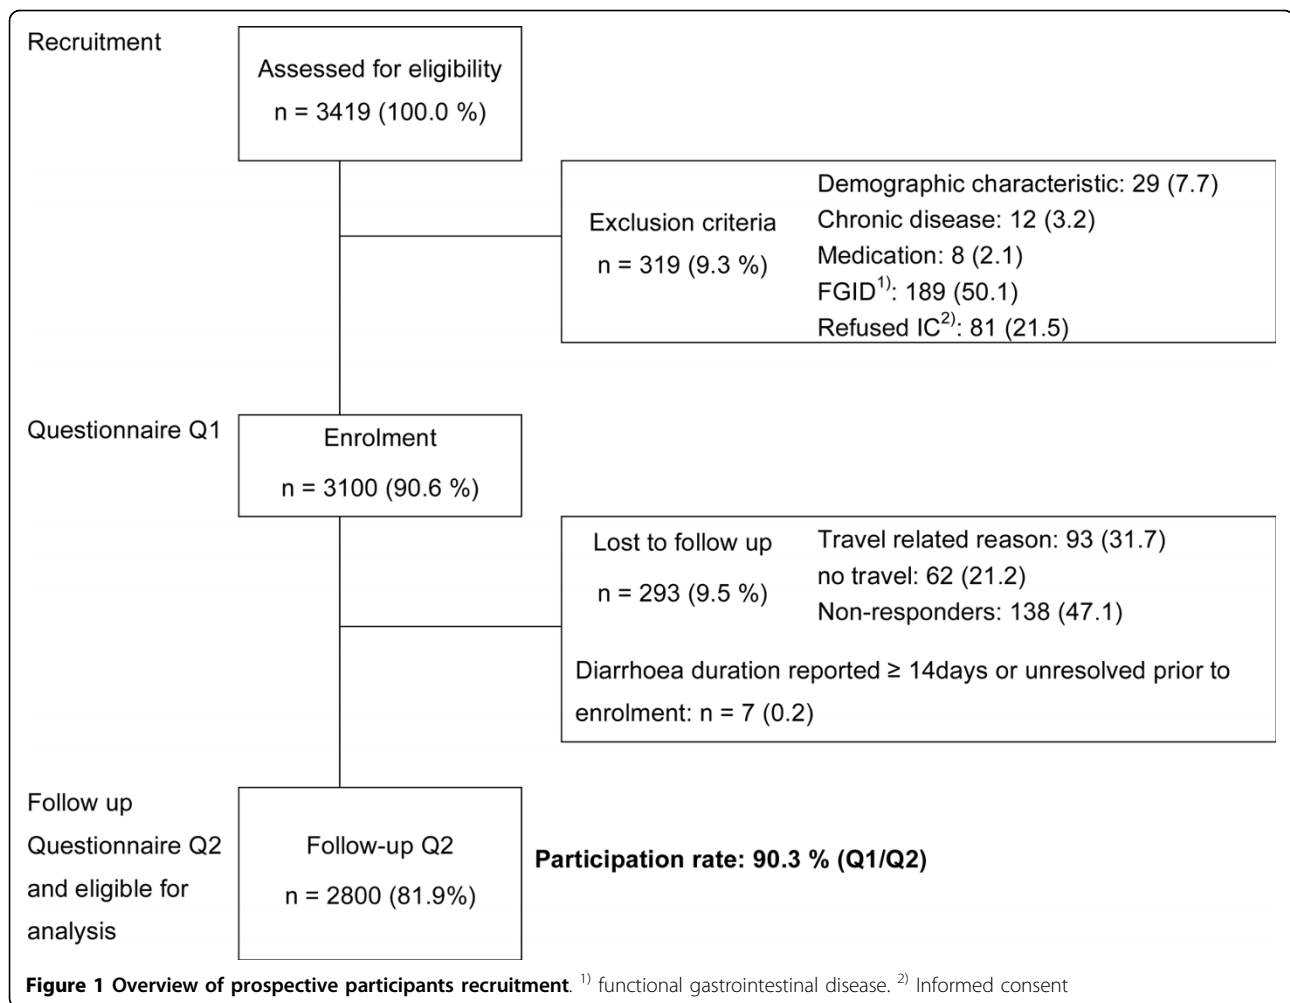 Recruitment
Assessed for eligibility
n = 3419 (100.0 %)
Exclusion criteria
n = 319 (9.3 %)
Demographic characteristic: 29 (7.7)
Chronic disease: 12 (3.2)
Medication: 8 (2.1)
FGID1): 189 (50.1)
Refused IC2): 81 (21.5)
Questionnaire Q1
Enrolment
n = 3100 (90.6 %)
Lost to follow up
n = 293 (9.5 %)
Travel related reason: 93 (31.7)
no travel: 62 (21.2)
Non-responders: 138 (47.1)
Diarrhoea duration reported ≥ 14days or unresolved prior to
enrolment: n = 7 (0.2)
Follow up
Questionnaire Q2
and eligible for
analysis
Follow-up Q2
n = 2800 (81.9%)
Participation rate: 90.3 % (Q1/Q2)
Figure 1 Overview of prospective participants recruitment. 1) functional gastrointestinal disease. 2) Informed consent